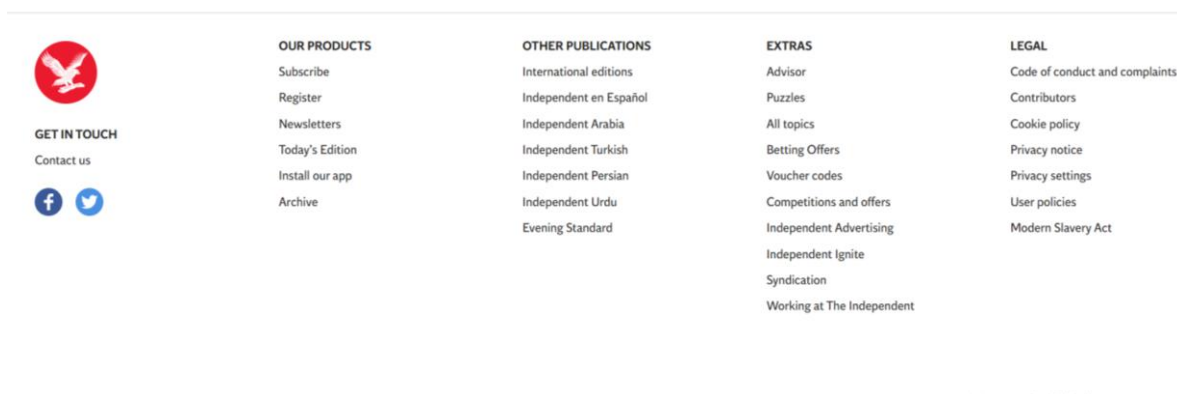 GET IN TOUCH
Contact us
OUR PRODUCTS
Subscribe
Register
Newsletters
Today's Edition
Install our app
Archive
OTHER PUBLICATIONS
International editions
Independent en Español
Independent Arabia
Independent Turkish
Independent Persian
Independent Urdu
Evening Standard
EXTRAS
Advisor
Puzzles
All topics
Betting Offers
Voucher codes
Competitions and offers
Independent Advertising
Independent Ignite
Syndication
Working at The Independent
LEGAL
Code of conduct and complaints
Contributors
Cookie policy
Privacy notice
Privacy settings
User policies
Modern Slavery Act